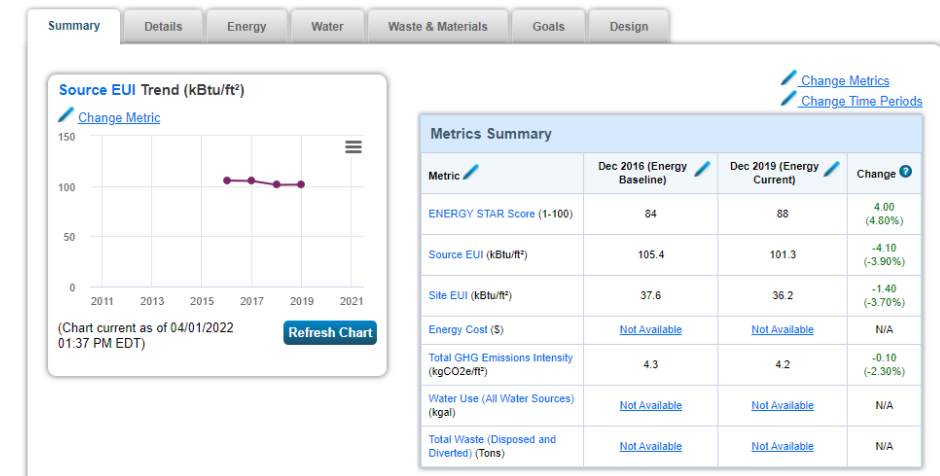 Summary Details Energy Water Waste & Materials Goals Design
Source EUI Trend (kBtu/ft²)
Change Metric
150
100
50
0
2011 2013 2015 2017 2019 2021
(Chart current as of 04/01/2022
01:37 PM EDT)
Refresh Chart
Change Metrics
Change Time Periods
Metrics Summary
Metric
Dec 2016 (Energy
Baseline)
Dec 2019 (Energy
Current)
Change ?
ENERGY STAR Score (1-100) 84 88 4.00
(4.80%)
Source EUI (kBtu/ft²) 105.4 101.3 -4.10
(-3.90%)
Site EUI (kBtu/ft²) 37.6 36.2 -1.40
(-3.70%)
Energy Cost ($) Not Available Not Available N/A
Total GHG Emissions Intensity
(kgCO2e/ft²) 4.3 4.2 -0.10
(-2.30%)
Water Use (All Water Sources)
(kgal) Not Available Not Available N/A
Total Waste (Disposed and
Diverted) (Tons) Not Available Not Available N/A